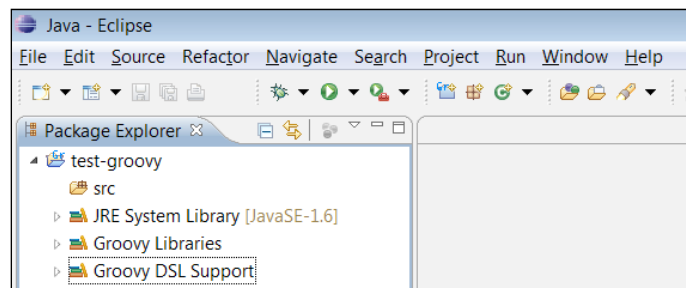 Java - Eclipse
File Edit Source Refactor Navigate Search Project Run Window Help
Package Explorer
test-groovy
src
JRE System Library [JavaSE-1.6]
Groovy Libraries
Groovy DSL Support